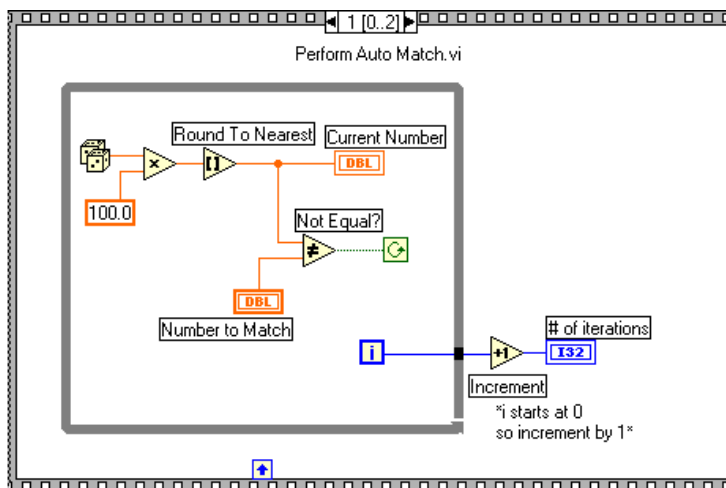 1 [0..2]
Perform Auto Match.vi
Round To Nearest
Current Number
×
[ ]
DBL
100.0
Not Equal?
≠
DBL
Number to Match
# of iterations
i
+1
I32
Increment
*i starts at 0
so increment by 1*